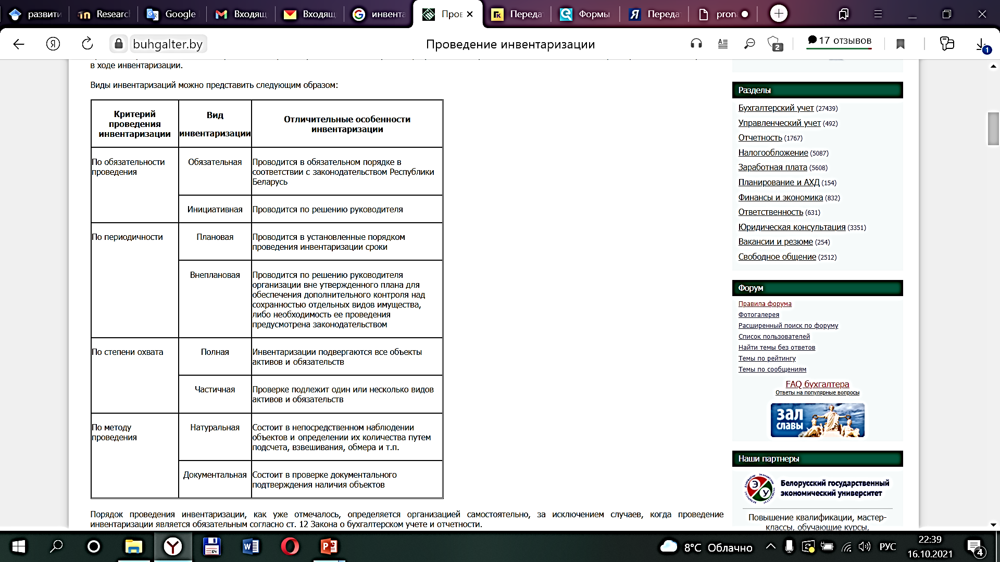 развити
Researcl
Google
Входящ
Входящ
инвента
Пров
Передат
Формы
Передат
prona
buhgalter.by
Проведение инвентаризации
2
17 отзывов
1
в ходе инвентаризации.
Виды инвентаризаций можно представить следующим образом:
Критерий
проведения
инвентаризации
Вид
инвентаризации
Отличительные особенности
инвентаризации
По обязательности
проведения
Обязательная
Проводится в обязательном порядке в
соответствии с законодательством Республики
Беларусь
Инициативная
Проводится по решению руководителя
По периодичности
Плановая
Проводится в установленные порядком
проведения инвентаризации сроки
Внеплановая
Проводится по решению руководителя
организации вне утвержденного плана для
обеспечения дополнительного контроля над
сохранностью отдельных видов имущества,
либо необходимость ее проведения
предусмотрена законодательством
По степени охвата
Полная
Инвентаризации подвергаются все объекты
активов и обязательств
Частичная
Проверке подлежит один или несколько видов
активов и обязательств
По методу
проведения
Натуральная
Состоит в непосредственном наблюдении
объектов и определении их количества путем
подсчета, взвешивания, обмера и т.п.
Документальная
Состоит в проверке документального
подтверждения наличия объектов
Порядок проведения инвентаризации, как уже отмечалось, определяется организацией самостоятельно, за исключением случаев, когда проведение
инвентаризации является обязательным согласно ст. 12 Закона о бухгалтерском учете и отчетности.
Разделы
Бухгалтерский учет (27439)
Управленческий учет (492)
Отчетность (1767)
Налогообложение (5087)
Заработная плата (5608)
Планирование и АХД (154)
Финансы и экономика (832)
Ответственность (631)
Юридическая консультация (3351)
Вакансии и резюме (254)
Свободное общение (2512)
Форум
Правила форума
Фотогалерея
Расширенный поиск по форуму
Список пользователей
Найти темы без ответов
Темы по рейтингу
Темы по сообщениям
FAQ бухгалтера
Ответы на популярные вопросы
зал
славы
Наши партнеры
Э У
Белорусский государственный
экономический университет
Повышение квалификации, мастер-
классы, обучающие курсы,
64
8°C Облачно
РУС
22:39
16.10.2021
4